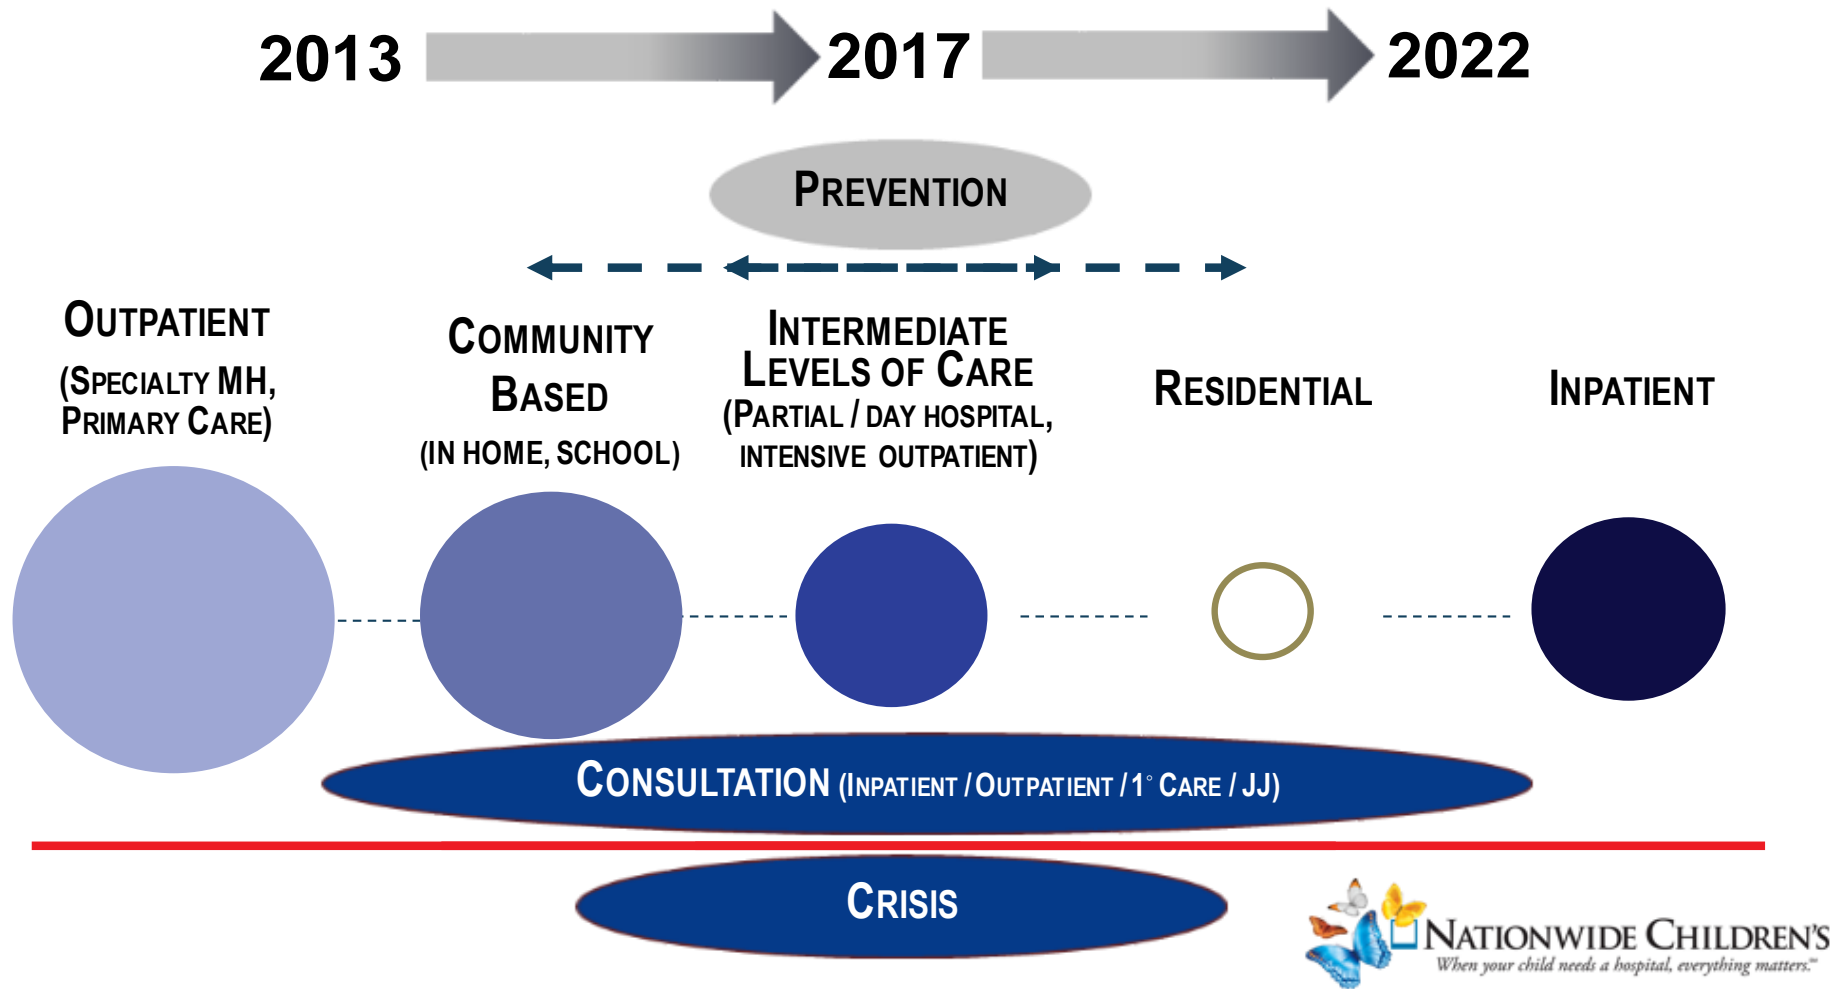 2013 2017 2022
PREVENTION
OUTPATIENT
(SPECIALTY MH,
PRIMARY CARE)
COMMUNITY
BASED
(IN HOME, SCHOOL)
INTERMEDIATE
LEVELS OF CARE
(PARTIAL / DAY HOSPITAL,
INTENSIVE OUTPATIENT)
RESIDENTIAL
INPATIENT
CONSULTATION (INPATIENT / OUTPATIENT / 1° CARE / JJ)
CRISIS
NATIONWIDE CHILDREN'S
When your child needs a hospital, everything matters.℠